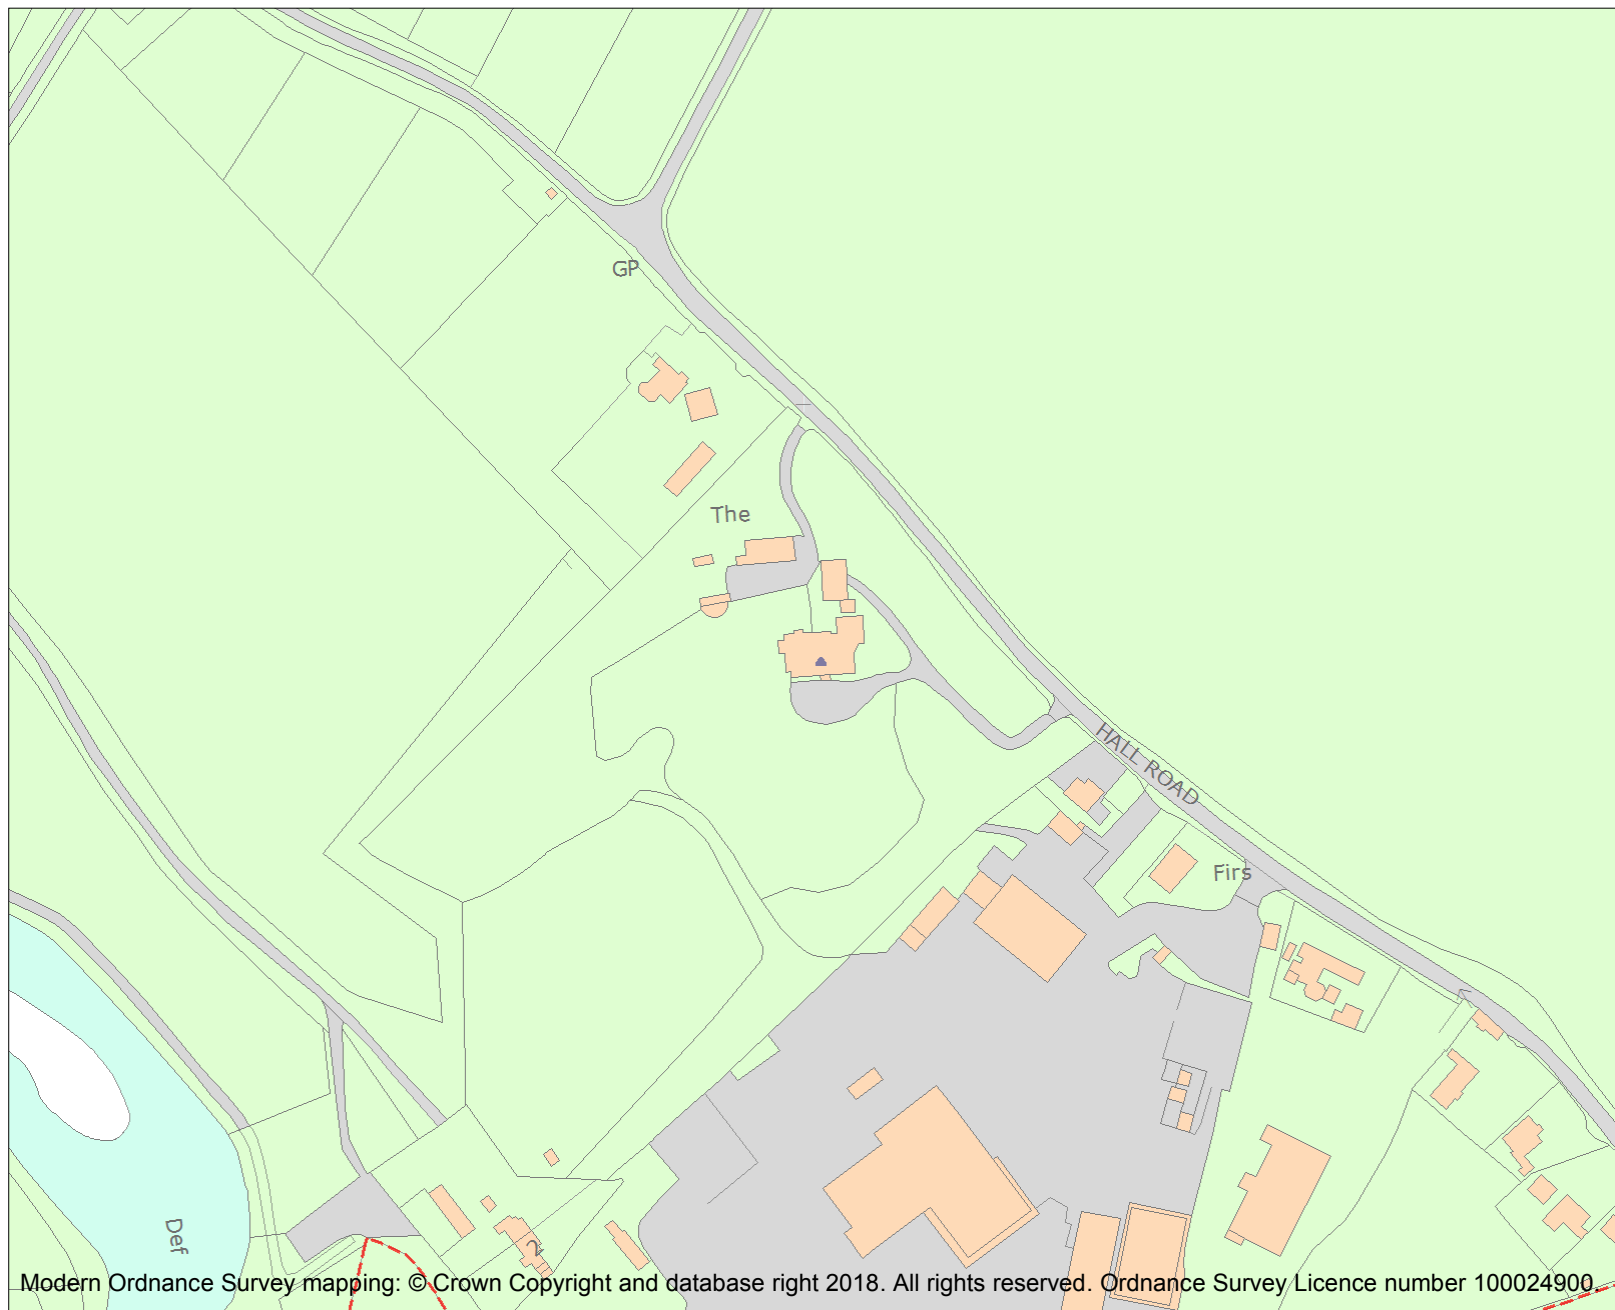 GP
The
HALL ROAD
Firs
Def
2
Modern Ordnance Survey mapping: © Crown Copyright and database right 2018. All rights reserved. Ordnance Survey Licence number 100024900.